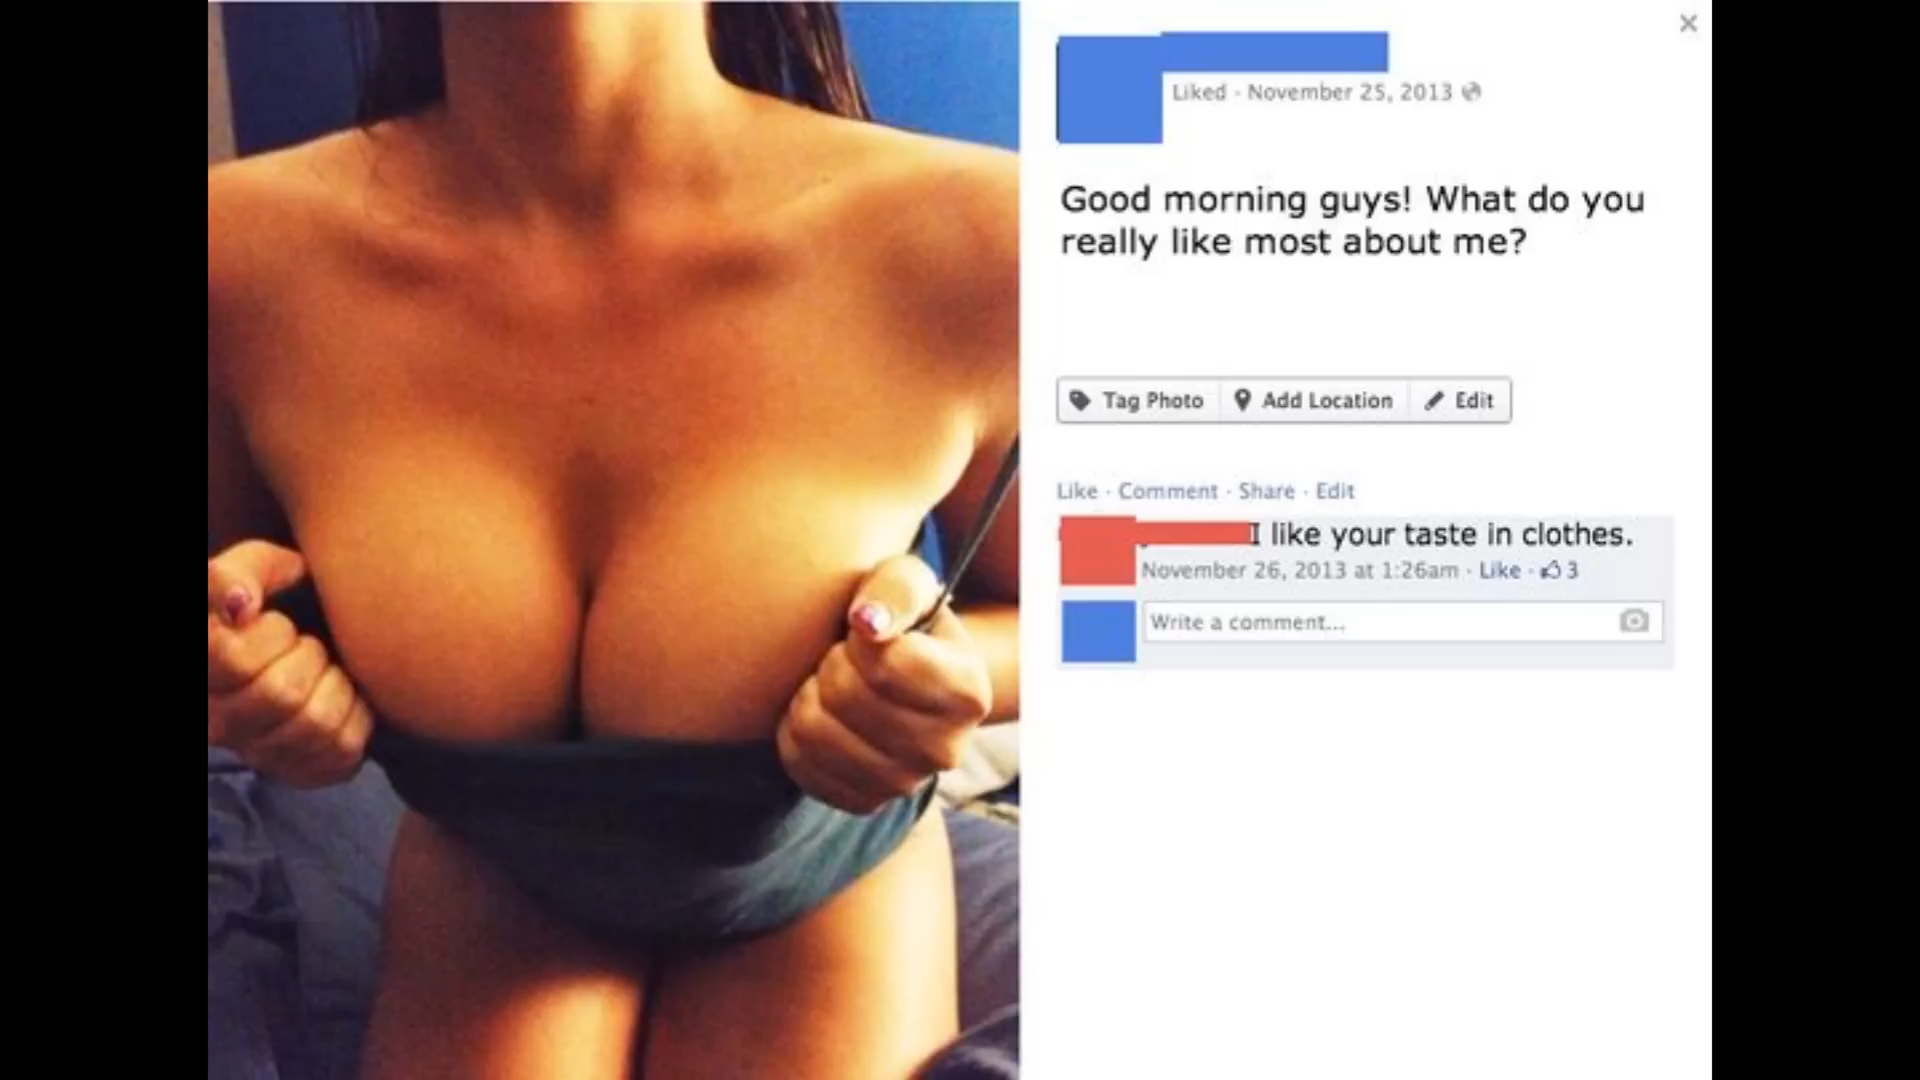 Liked · November 25, 2013
Good morning guys! What do you
really like most about me?
Tag Photo Add Location Edit
Like · Comment · Share · Edit
I like your taste in clothes.
November 26, 2013 at 1:26am · Like · 3
Write a comment...